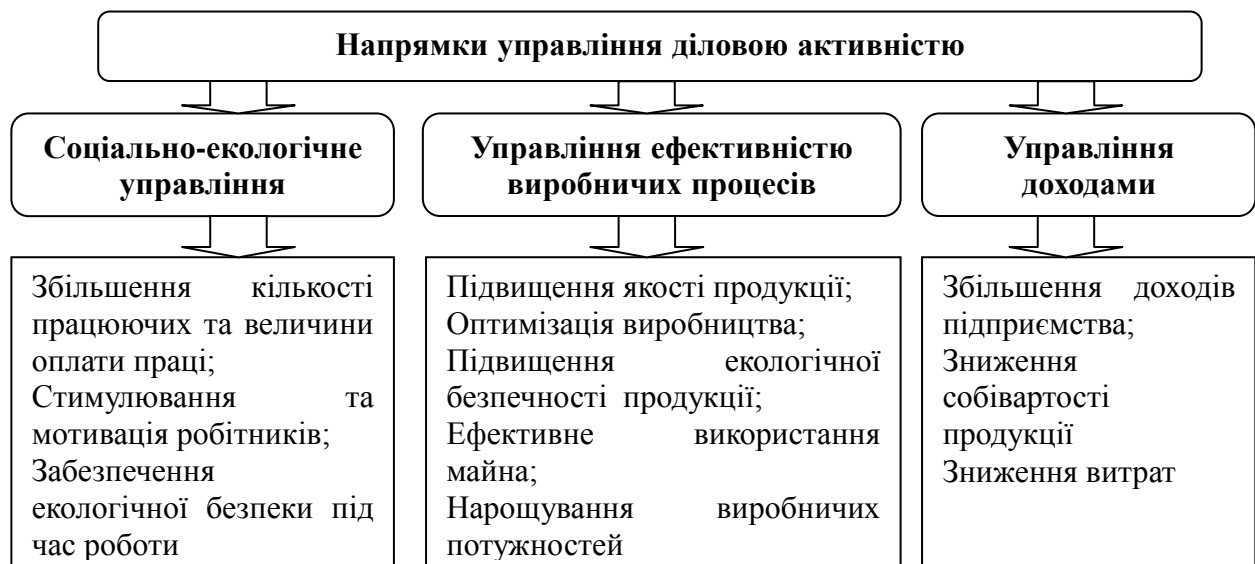 Напрямки управління діловою активністю
Соціально-екологічне
управління
Управління ефективністю
виробничих процесів
Управління
доходами
Збільшення кількості
працюючих та величини
оплати праці;
Стимулювання та
мотивація робітників;
Забезпечення
екологічної безпеки під
час роботи
Підвищення якості продукції;
Оптимізація виробництва;
Підвищення екологічної
безпечності продукції;
Ефективне використання
майна;
Нарощування виробничих
потужностей
Збільшення доходів
підприємства;
Зниження
собівартості
продукції
Зниження витрат